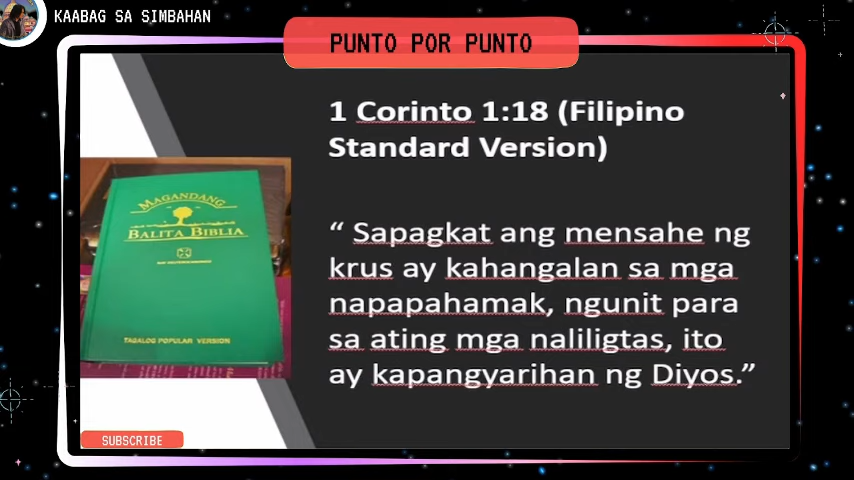 KAABAG SA SIMBAHAN
PUNTO POR PUNTO
1 Corinto 1:18 (Filipino
Standard Version)
“ Sapagkat ang mensahe ng
krus ay kahangalan sa mga
napapahamak, ngunit para
sa ating mga naliligtas, ito
ay kapangyarihan ng Diyos.”
MAGANDANG
BALITA BIBLIA
TAGALOG POPULAR VERSION
SUBSCRIBE